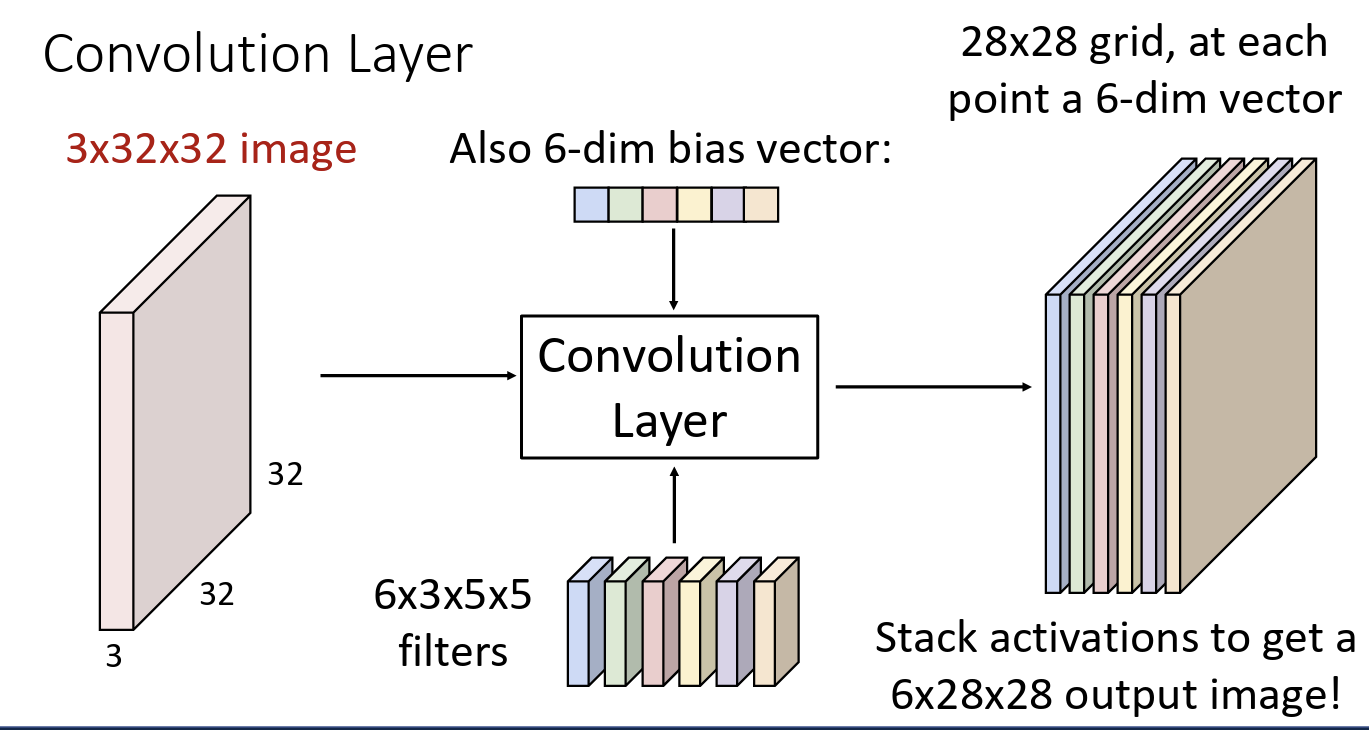 Convolution Layer
3x32x32 image
32
32
3
Also 6-dim bias vector:
Convolution
Layer
6x3x5x5
filters
28x28 grid, at each
point a 6-dim vector
Stack activations to get a
6x28x28 output image!